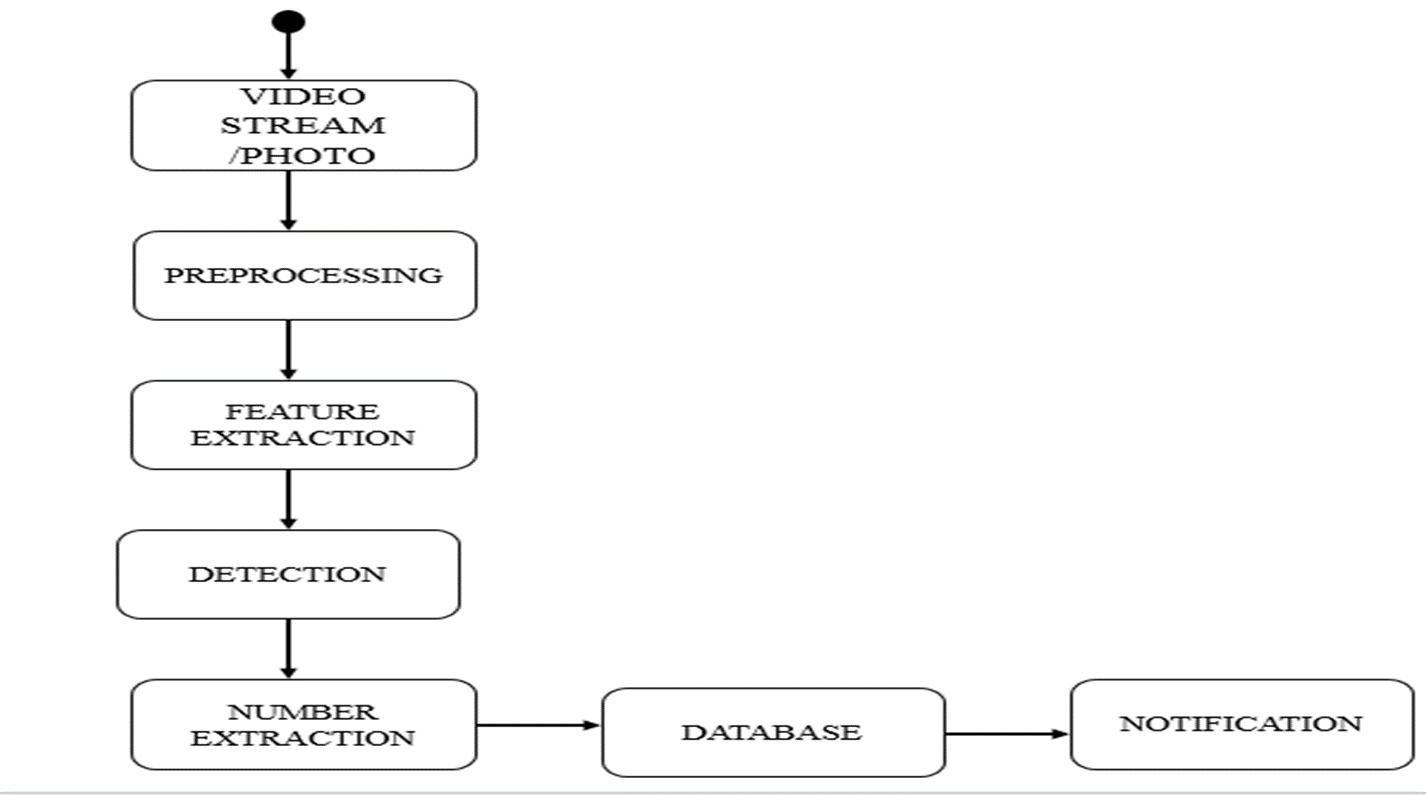 VIDEO
STREAM
/PHOTO
PREPROCESSING
FEATURE
EXTRACTION
DETECTION
NUMBER
EXTRACTION
DATABASE
NOTIFICATION